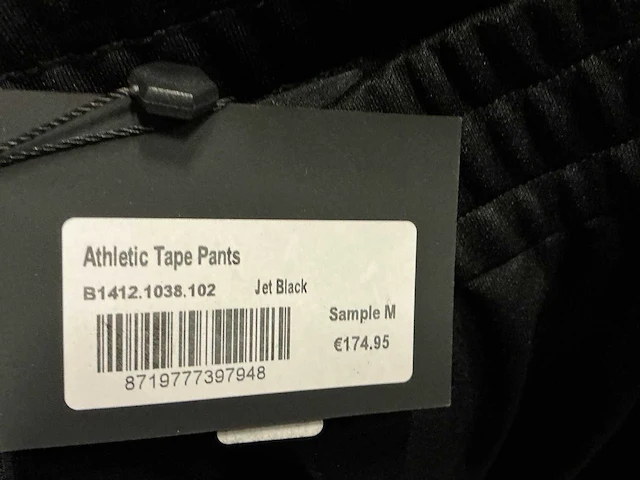 Athletic Tape Pants
B1412.1038.102 Jet Black
Sample M
€174.95
8719777397948